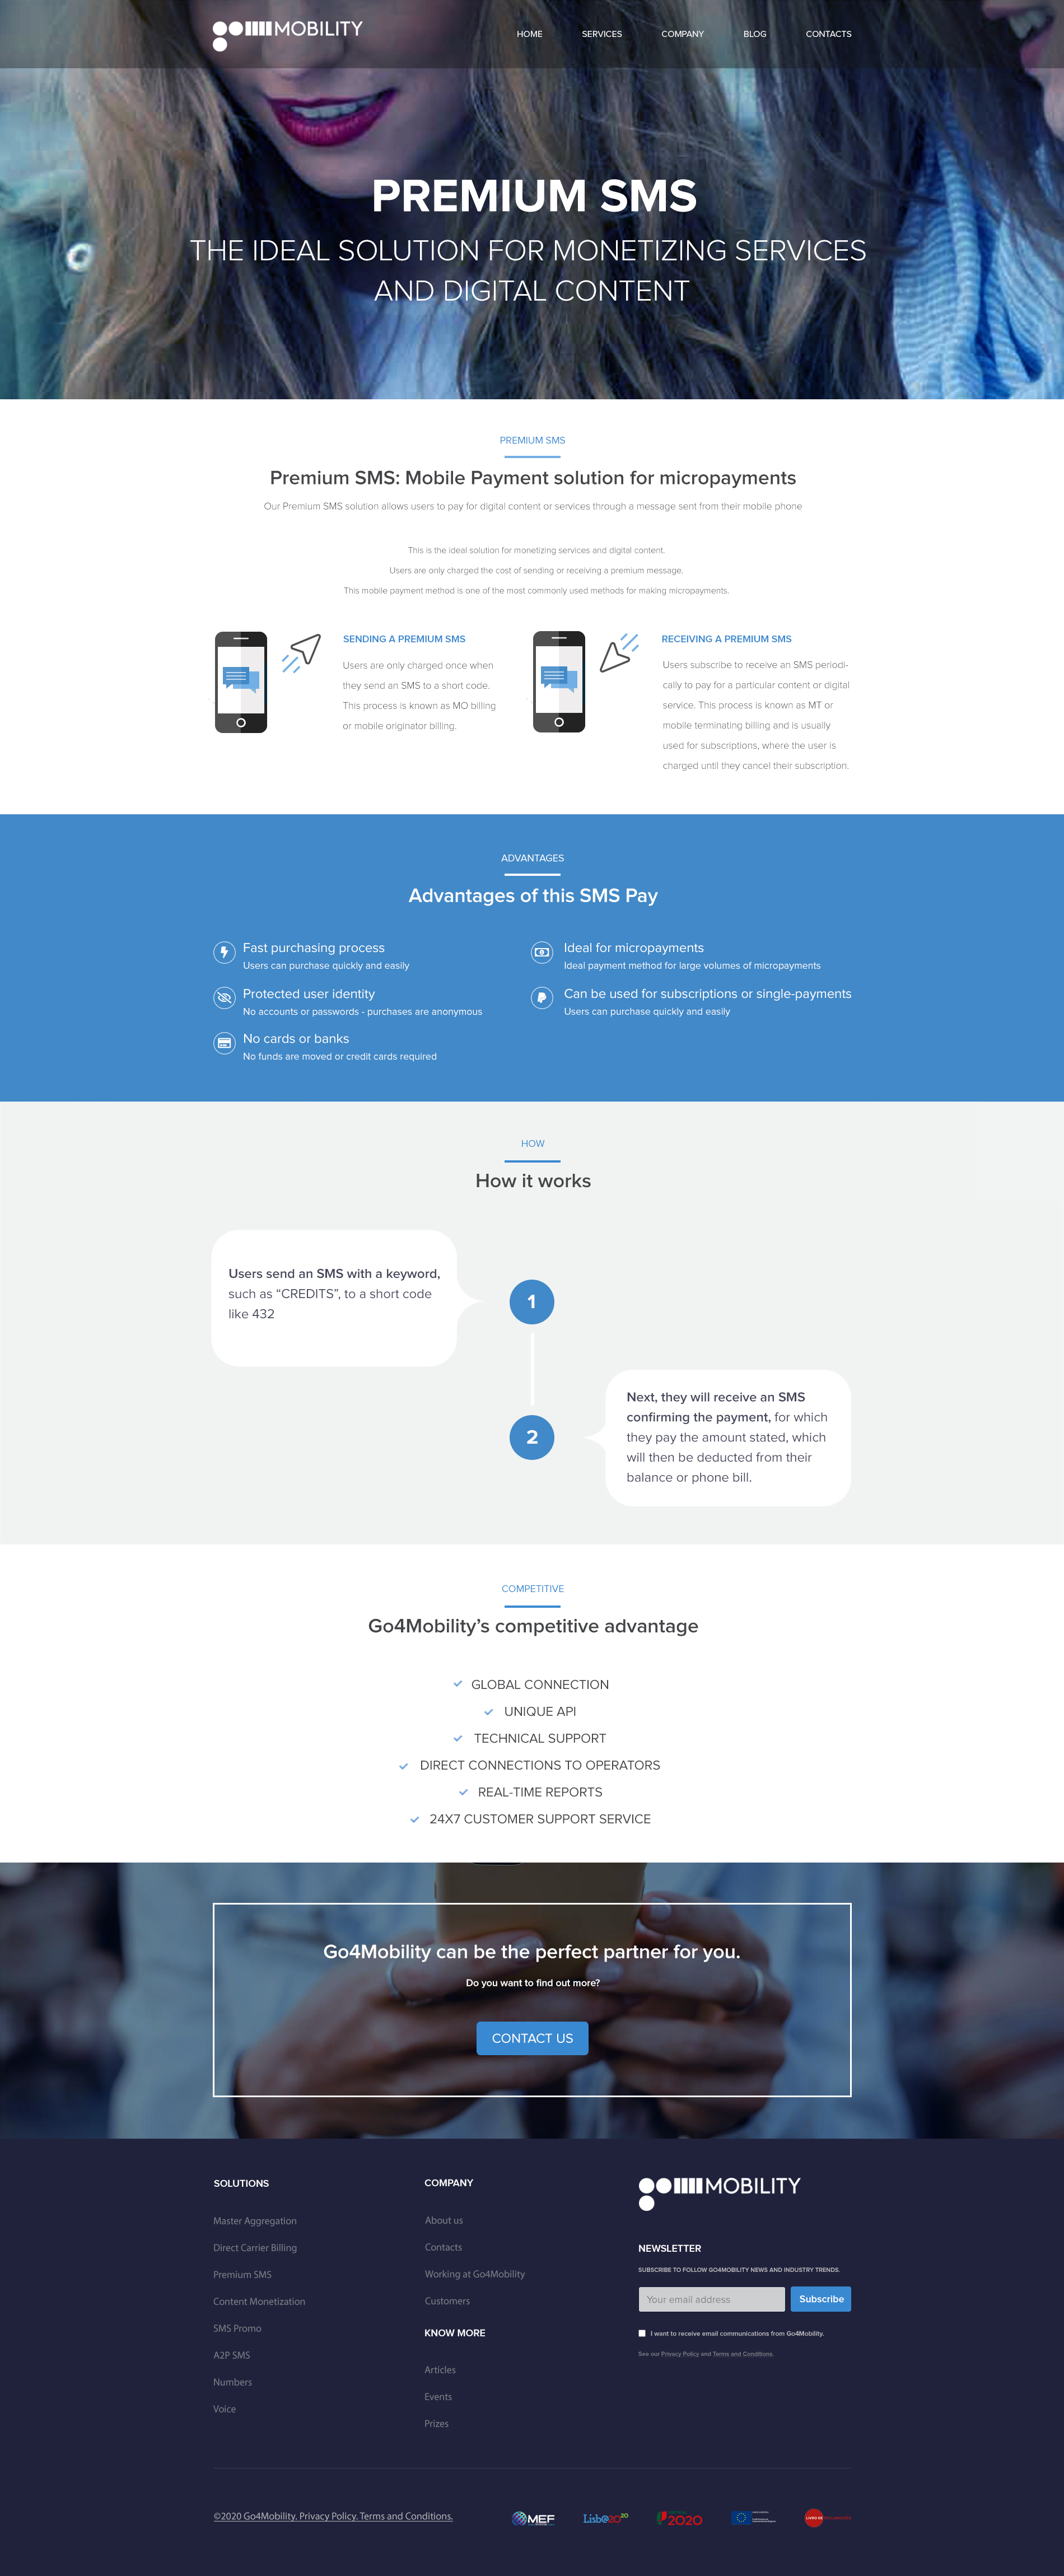 MOBILITY
HOME
SERVICES
COMPANY
BLOG
CONTACTS
PREMIUM SMS
THE IDEAL SOLUTION FOR MONETIZING SERVICES
AND DIGITAL CONTENT
PREMIUM SMS
Premium SMS: Mobile Payment solution for micropayments
Our Premium SMS solution allows users to pay for digital content or services through a message sent from their mobile phone
This is the ideal solution for monetizing services and digital content.
Users are only charged the cost of sending or receiving a premium message.
This mobile payment method is one of the most commonly used methods for making micropayments.
SENDING A PREMIUM SMS
Users are only charged once when
they send an SMS to a short code.
This process is known as MO billing
or mobile originator billing.
RECEIVING A PREMIUM SMS
Users subscribe to receive an SMS periodi-
cally to pay for a particular content or digital
service. This process is known as MT or
mobile terminating billing and is usually
used for subscriptions, where the user is
charged until they cancel their subscription.
ADVANTAGES
Advantages of this SMS Pay
Fast purchasing process
Users can purchase quickly and easily
Protected user identity
No accounts or passwords - purchases are anonymous
No cards or banks
No funds are moved or credit cards required
Ideal for micropayments
Ideal payment method for large volumes of micropayments
Can be used for subscriptions or single-payments
Users can purchase quickly and easily
HOW
How it works
Users send an SMS with a keyword,
such as “CREDITS”, to a short code
like 432
1
2
Next, they will receive an SMS
confirming the payment, for which
they pay the amount stated, which
will then be deducted from their
balance or phone bill.
COMPETITIVE
Go4Mobility’s competitive advantage
GLOBAL CONNECTION
UNIQUE API
TECHNICAL SUPPORT
DIRECT CONNECTIONS TO OPERATORS
REAL-TIME REPORTS
24X7 CUSTOMER SUPPORT SERVICE
Go4Mobility can be the perfect partner for you.
Do you want to find out more?
CONTACT US
SOLUTIONS
Master Aggregation
Direct Carrier Billing
Premium SMS
Content Monetization
SMS Promo
A2P SMS
Numbers
Voice
COMPANY
About us
Contacts
Working at Go4Mobility
Customers
KNOW MORE
Articles
Events
Prizes
MOBILITY
NEWSLETTER
SUBSCRIBE TO FOLLOW GO4MOBILITY NEWS AND INDUSTRY TRENDS.
Your email address
Subscribe
I want to receive email communications from Go4Mobility.
See our Privacy Policy and Terms and Conditions.
©2020 Go4Mobility. Privacy Policy. Terms and Conditions.
MEF
Lisb@2020
2020
LIVRO DE